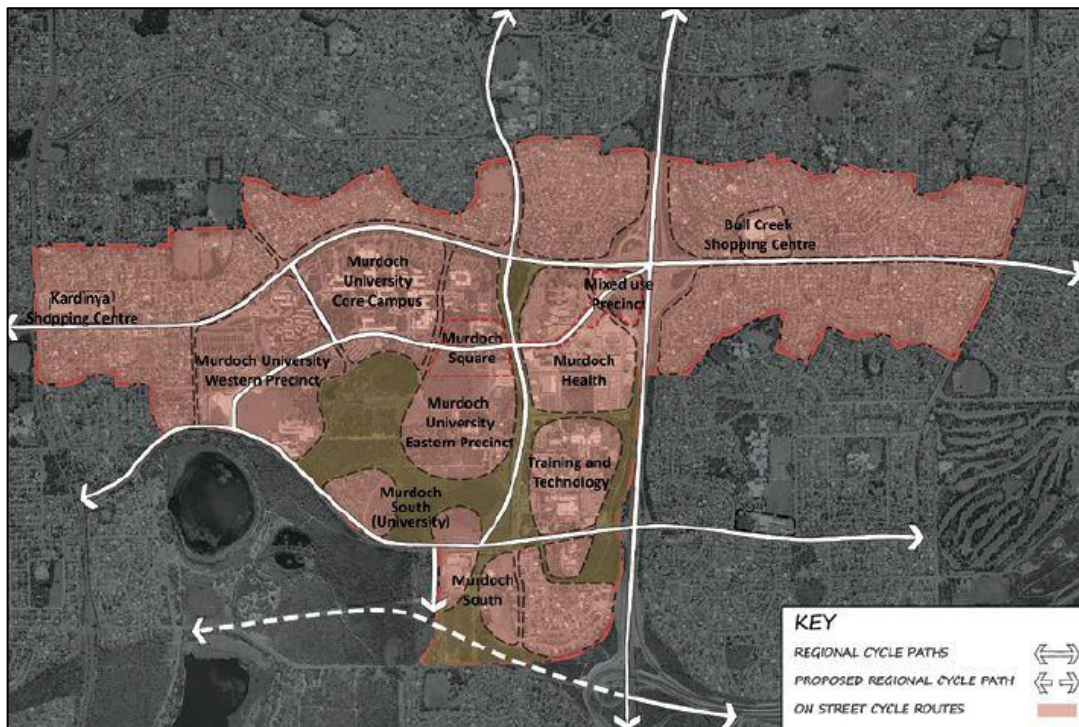 Bull Creek
Shopping Centre
Murdoch
University
Core Campus
Mixed use
Precinct
Kardinya
Shopping Centre
Murdoch
Square
Murdoch University
Western Precinct
Murdoch
Health
Murdoch
University
Eastern Precinct
Training and
Technology
Murdoch
South
(University)
Murdoch
South
KEY
REGIONAL CYCLE PATHS
PROPOSED REGIONAL CYCLE PATH
ON STREET CYCLE ROUTES